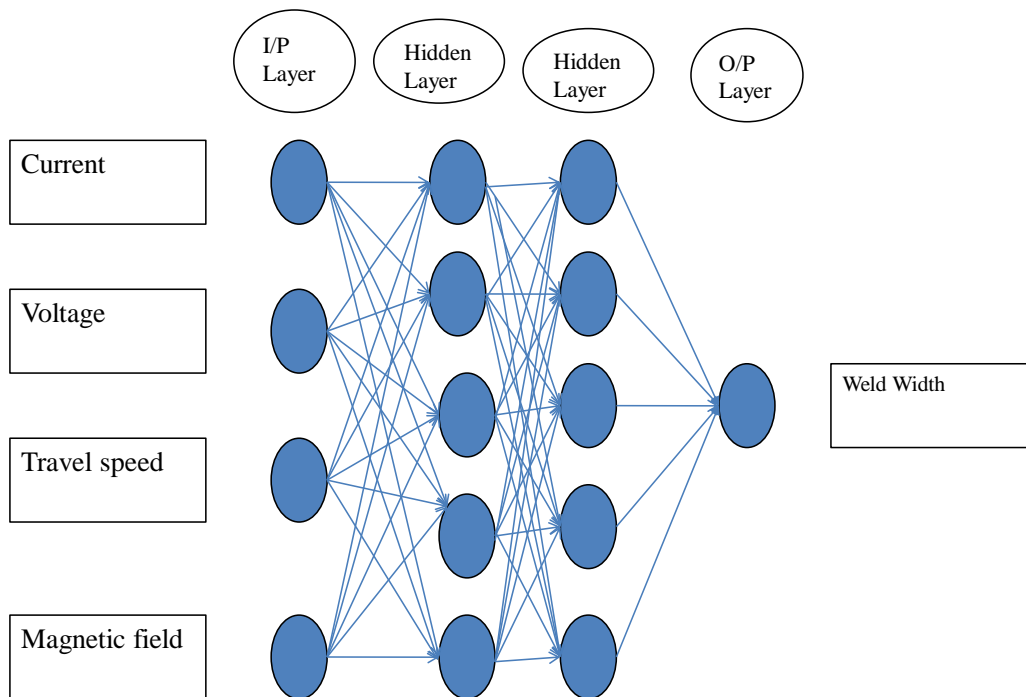 I/P
Layer
Hidden
Layer
Hidden
Layer
O/P
Layer
Current
Voltage
Travel speed
Magnetic field
Weld Width